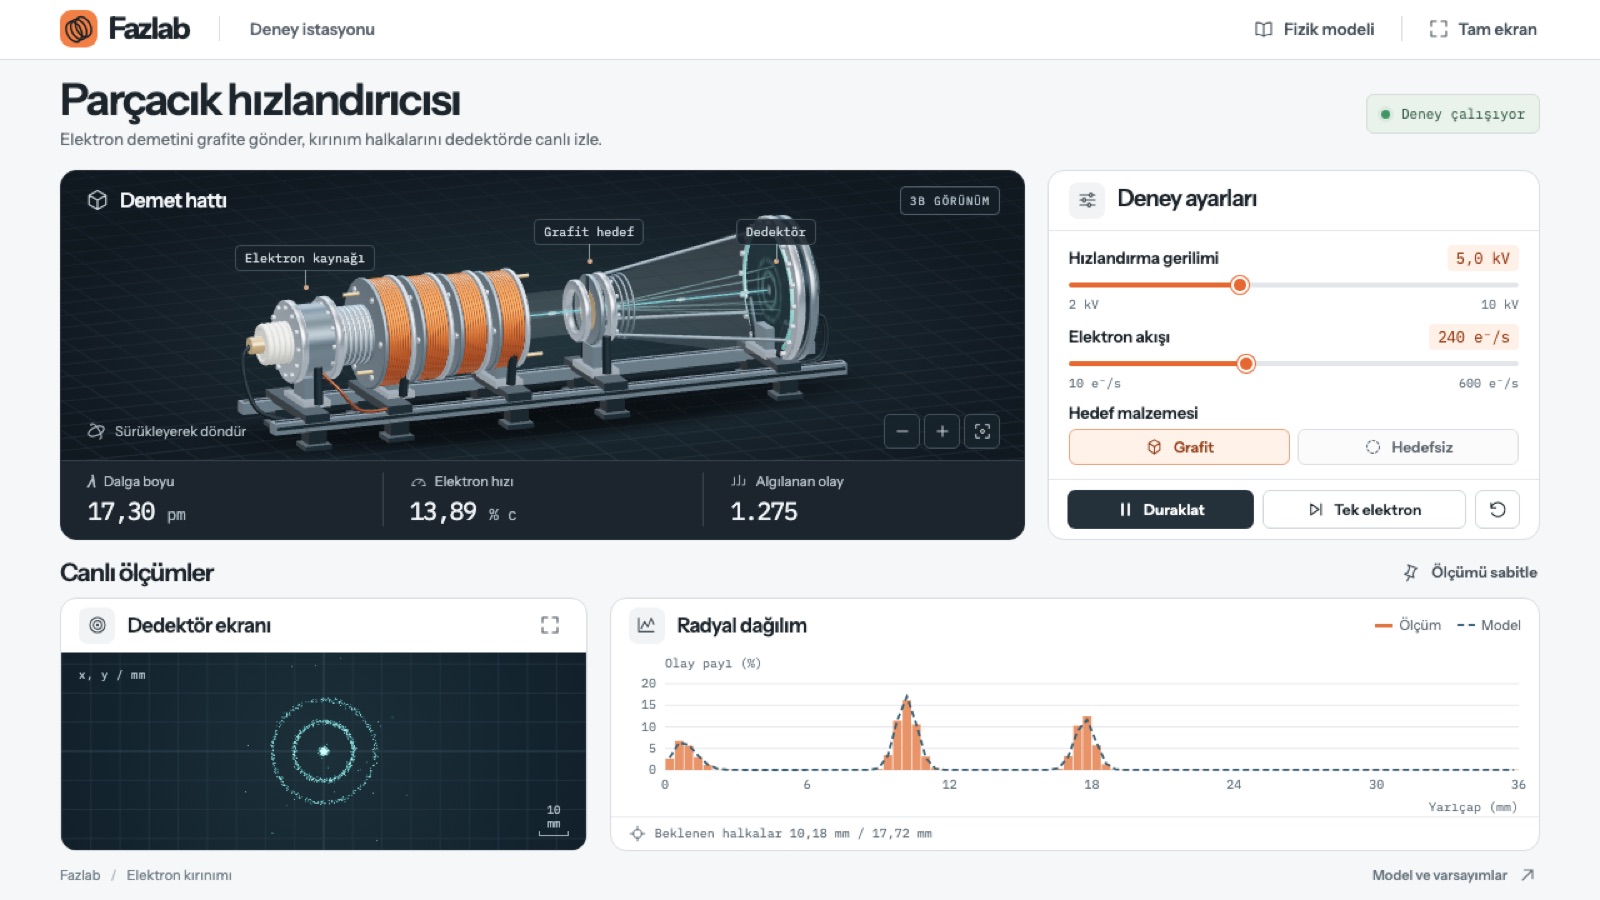 Fazlab
Deney istasyonu
Fizik modeli
Tam ekran
Parçacık hızlandırıcısı
Elektron demetini grafite gönder, kırınım halkalarını dedektörde canlı izle.
Deney çalışıyor
Demet hattı
3B GÖRÜNÜM
Elektron kaynağı
Grafit hedef
Dedektör
Sürükleyerek döndür
λ Dalga boyu
17,30 pm
Elektron hızı
13,89 % c
Algılanan olay
1.275
Deney ayarları
Hızlandırma gerilimi
5,0 kV
2 kV
10 kV
Elektron akışı
240 e⁻/s
10 e⁻/s
600 e⁻/s
Hedef malzemesi
Grafit
Hedefsiz
Duraklat
Tek elektron
Canlı ölçümler
Ölçümü sabitle
Dedektör ekranı
x, y / mm
10
mm
Radyal dağılım
Ölçüm
Model
Olay payı (%)
20
15
10
5
0
0 6 12 18 24 30 36
Yarıçap (mm)
Beklenen halkalar 10,18 mm / 17,72 mm
Fazlab / Elektron kırınımı
Model ve varsayımlar